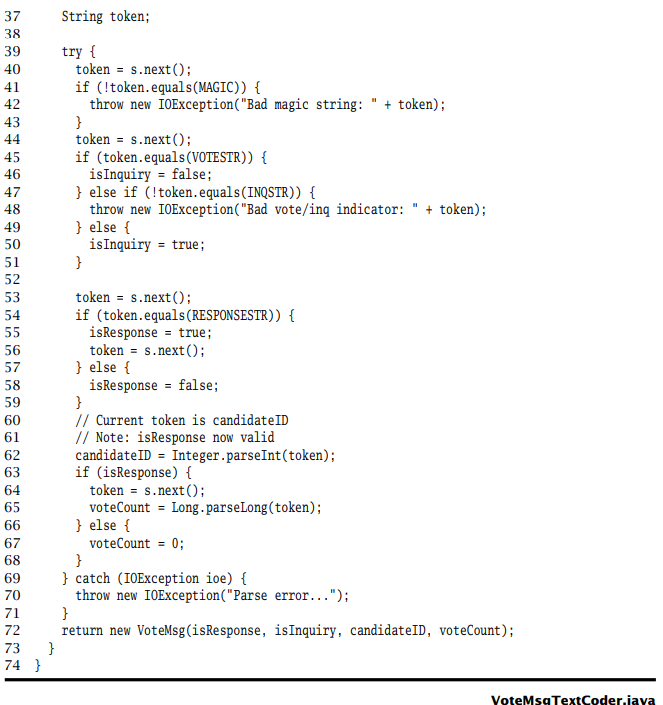 37 String token;
38
39 try {
40 token = s.next();
41 if (!token.equals(MAGIC)) {
42 throw new IOException("Bad magic string: " + token);
43 }
44 token = s.next();
45 if (token.equals(VOTESTR)) {
46 isInquiry = false;
47 } else if (!token.equals(INQSTR)) {
48 throw new IOException("Bad vote/inq indicator: " + token);
49 } else {
50 isInquiry = true;
51 }
52
53 token = s.next();
54 if (token.equals(RESPONSESTR)) {
55 isResponse = true;
56 token = s.next();
57 } else {
58 isResponse = false;
59 }
60 // Current token is candidateID
61 // Note: isResponse now valid
62 candidateID = Integer.parseInt(token);
63 if (isResponse) {
64 token = s.next();
65 voteCount = Long.parseLong(token);
66 } else {
67 voteCount = 0;
68 }
69 } catch (IOException ioe) {
70 throw new IOException("Parse error...");
71 }
72 return new VoteMsg(isResponse, isInquiry, candidateID, voteCount);
73 }
74 }
VoteMsgTextCoder.java